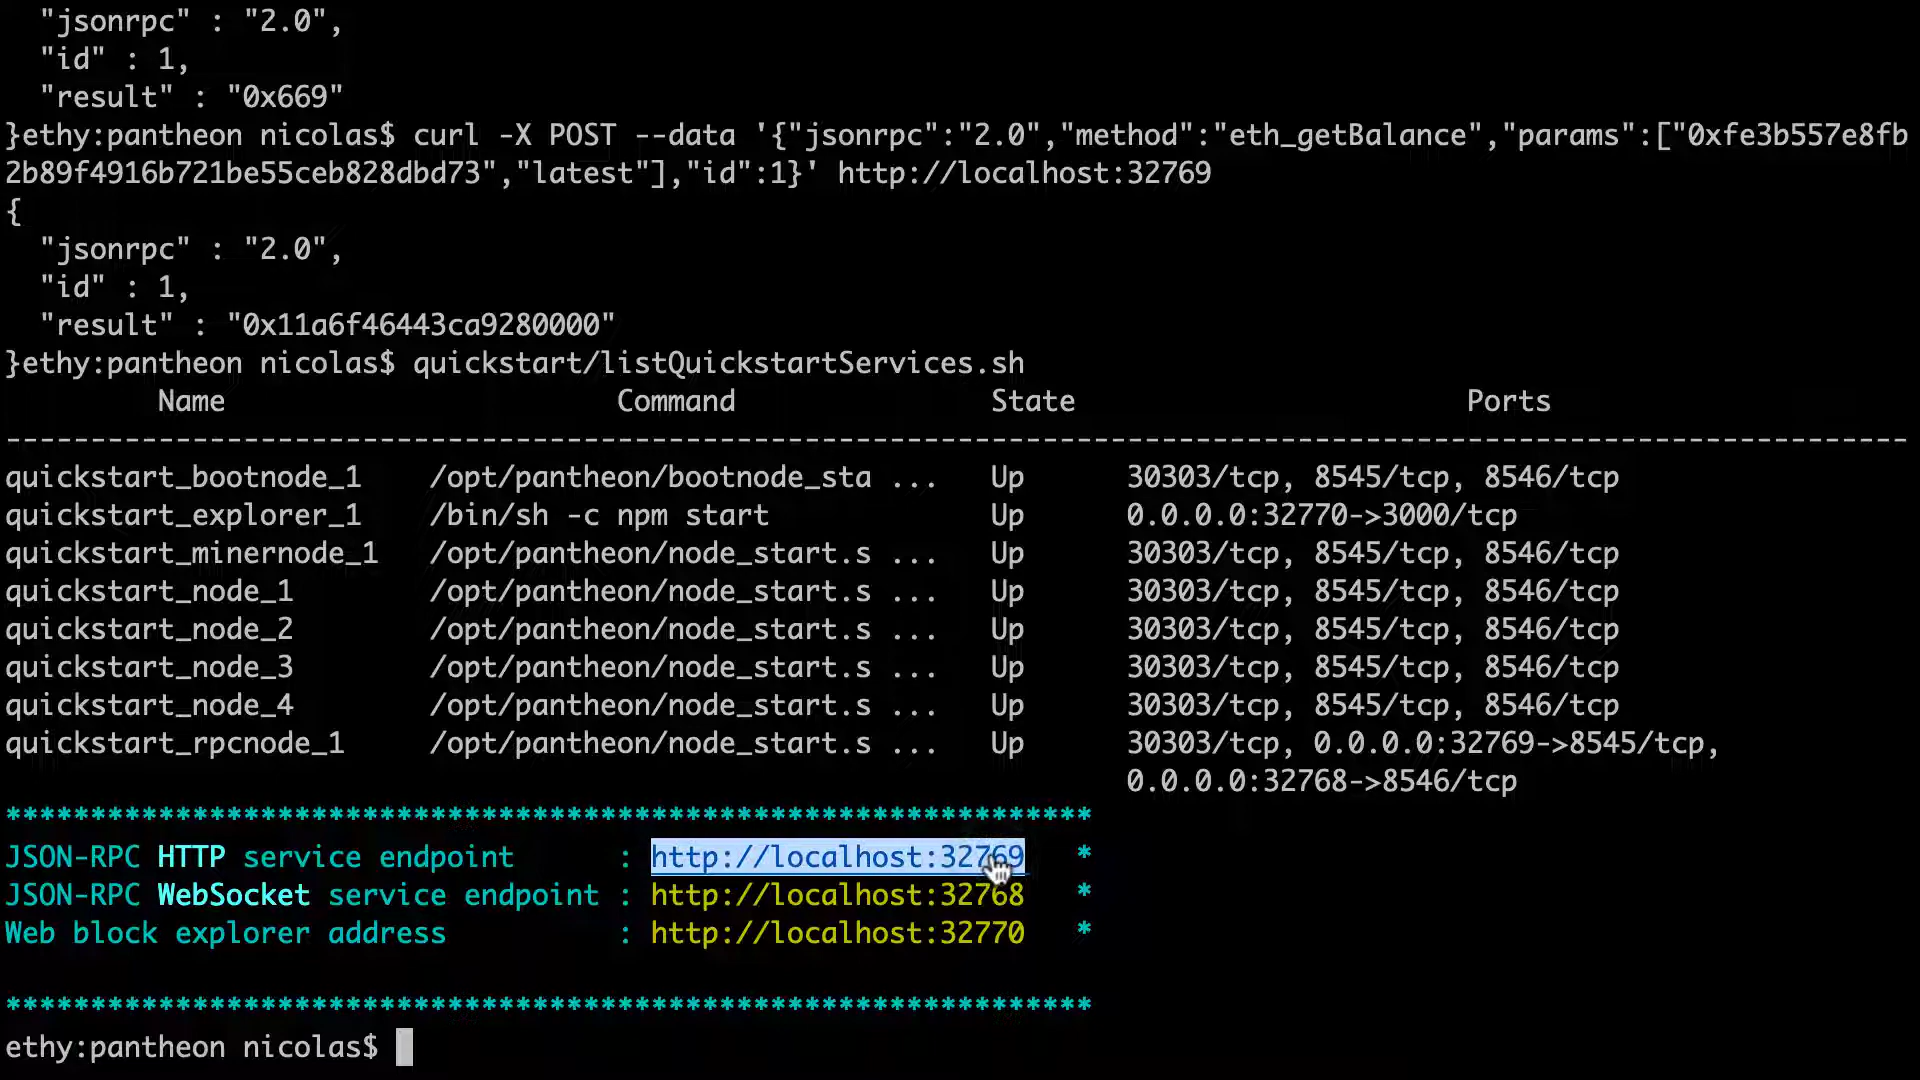 "jsonrpc" : "2.0",
"id" : 1,
"result" : "0x669"
}ethy:pantheon nicolas$ curl -X POST --data '{"jsonrpc":"2.0","method":"eth_getBalance","params":["0xfe3b557e8fb
2b89f4916b721be55ceb828dbd73","latest"],"id":1}' http://localhost:32769
{
"jsonrpc" : "2.0",
"id" : 1,
"result" : "0x11a6f46443ca9280000"
}ethy:pantheon nicolas$ quickstart/listQuickstartServices.sh
Name Command State Ports
----------------------------------------------------------------------------------------------------------------
quickstart_bootnode_1 /opt/pantheon/bootnode_sta ... Up 30303/tcp, 8545/tcp, 8546/tcp
quickstart_explorer_1 /bin/sh -c npm start Up 0.0.0.0:32770->3000/tcp
quickstart_minernode_1 /opt/pantheon/node_start.s ... Up 30303/tcp, 8545/tcp, 8546/tcp
quickstart_node_1 /opt/pantheon/node_start.s ... Up 30303/tcp, 8545/tcp, 8546/tcp
quickstart_node_2 /opt/pantheon/node_start.s ... Up 30303/tcp, 8545/tcp, 8546/tcp
quickstart_node_3 /opt/pantheon/node_start.s ... Up 30303/tcp, 8545/tcp, 8546/tcp
quickstart_node_4 /opt/pantheon/node_start.s ... Up 30303/tcp, 8545/tcp, 8546/tcp
quickstart_rpcnode_1 /opt/pantheon/node_start.s ... Up 30303/tcp, 0.0.0.0:32769->8545/tcp,
0.0.0.0:32768->8546/tcp
****************************************************************
JSON-RPC HTTP service endpoint : http://localhost:32769 *
JSON-RPC WebSocket service endpoint : http://localhost:32768 *
Web block explorer address : http://localhost:32770 *
****************************************************************
ethy:pantheon nicolas$